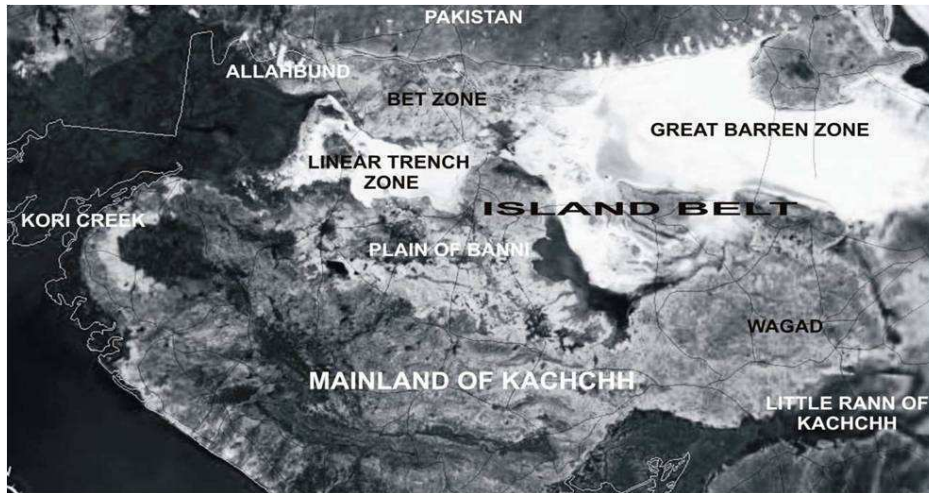 PAKISTAN
ALLAHBUND
BET ZONE
GREAT BARREN ZONE
LINEAR TRENCH
ZONE
ISLAND BELT
KORI CREEK
PLAIN OF BANNI
WAGAD
MAINLAND OF KACHCHH
LITTLE RANN OF
KACHCHH